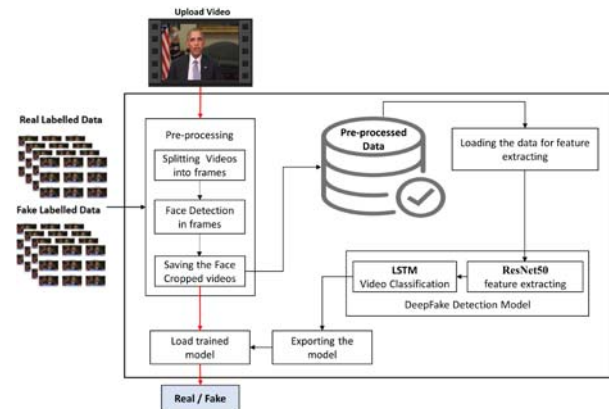 Upload Video
Real Labelled Data
Fake Labelled Data
Pre-processing
Splitting Videos
into frames
Face Detection
in frames
Saving the Face
Cropped videos
Pre-processed
Data
Loading the data for feature
extracting
LSTM
Video Classification
ResNet50
feature extracting
DeepFake Detection Model
Load trained
model
Exporting the
model
Real / Fake